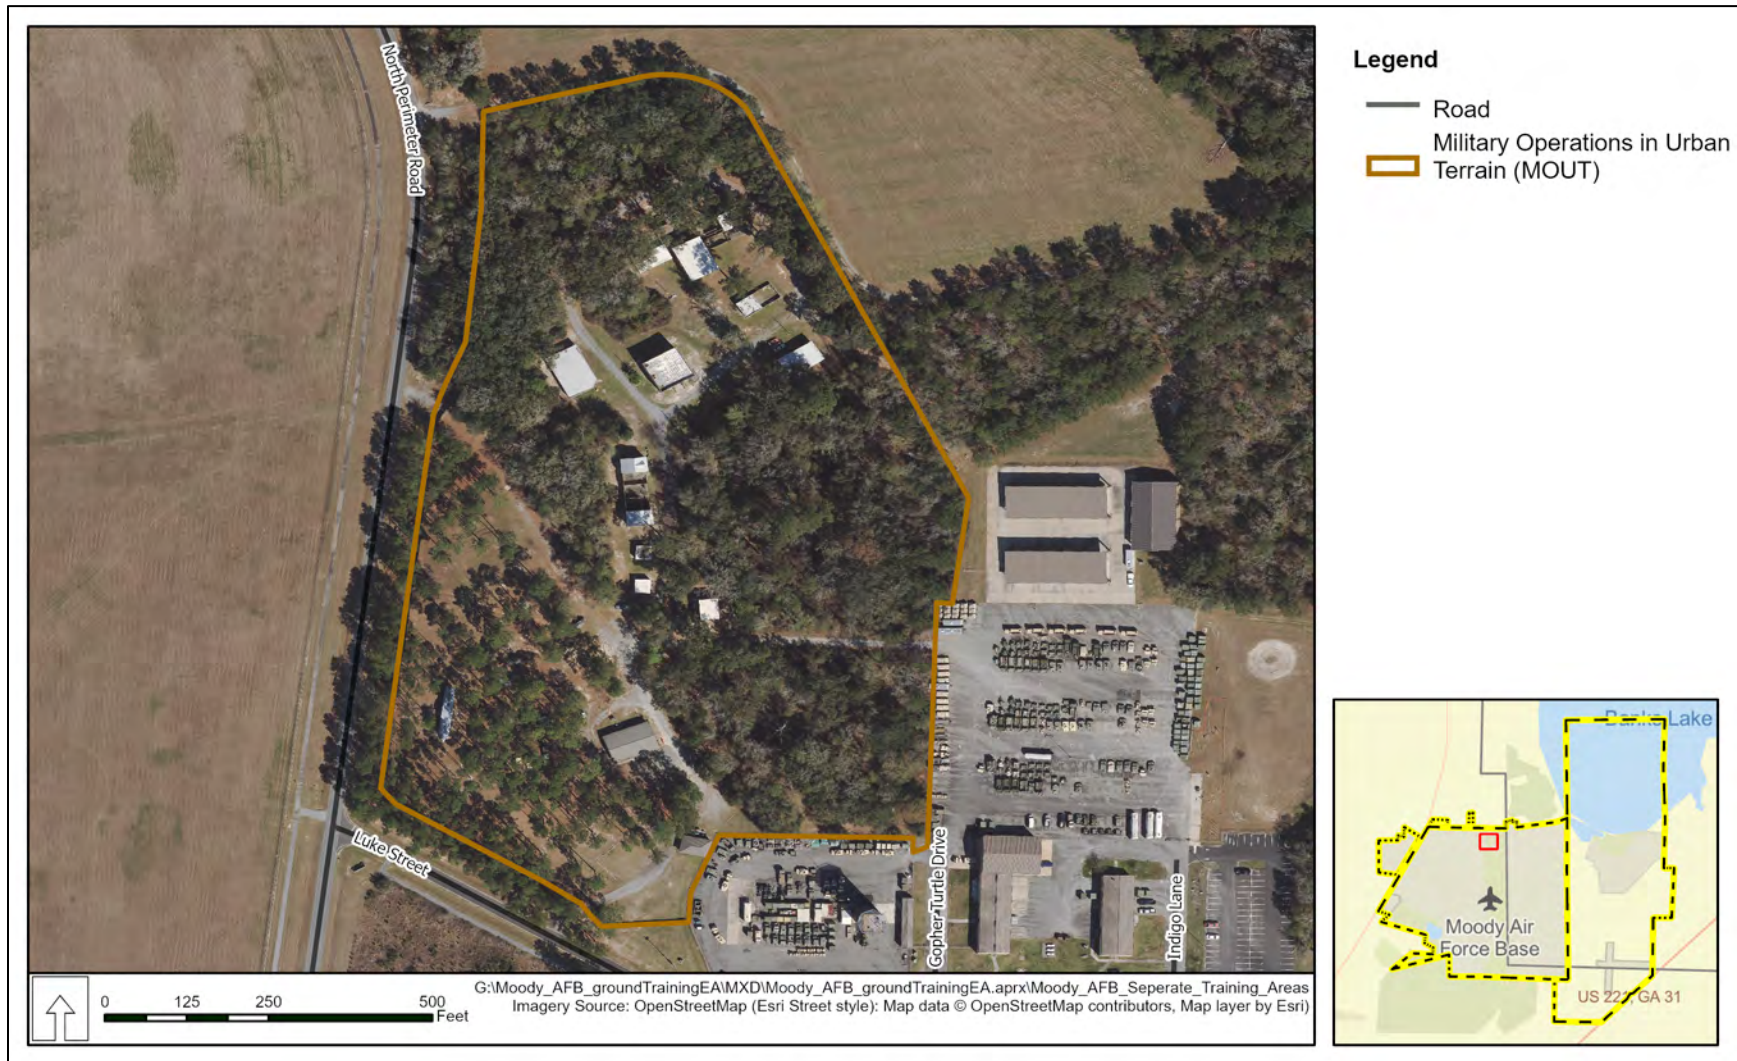 Legend
Road
Military Operations in Urban
Terrain (MOUT)
North Perimeter Road
Luke Street
Gopher Turtle Drive
Indigo Lane
0 125 250 500
Feet
G:\Moody_AFB_groundTrainingEA\MXD\Moody_AFB_groundTrainingEA.aprx\Moody_AFB_Seperate_Training_Areas
Imagery Source: OpenStreetMap (Esri Street style): Map data © OpenStreetMap contributors, Map layer by Esri)
Banks Lake
Moody Air
Force Base
US 221, GA 31